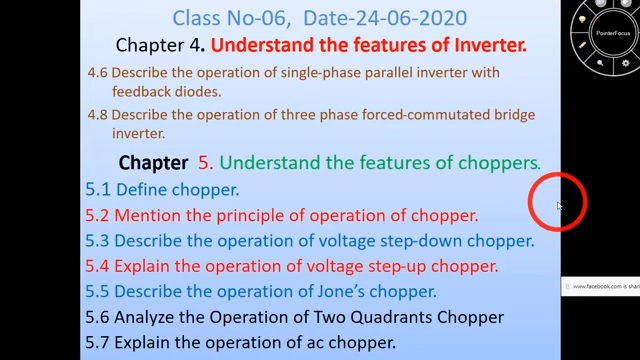 Class No-06, Date-24-06-2020
Chapter 4. Understand the features of Inverter.
4.6 Describe the operation of single-phase parallel inverter with
feedback diodes.
4.8 Describe the operation of three phase forced-commutated bridge
inverter.
Chapter 5. Understand the features of choppers.
5.1 Define chopper.
5.2 Mention the principle of operation of chopper.
5.3 Describe the operation of voltage step-down chopper.
5.4 Explain the operation of voltage step-up chopper.
5.5 Describe the operation of Jone's chopper.
5.6 Analyze the Operation of Two Quadrants Chopper
5.7 Explain the operation of ac chopper.
PointerFocus
www.facebook.com is shari